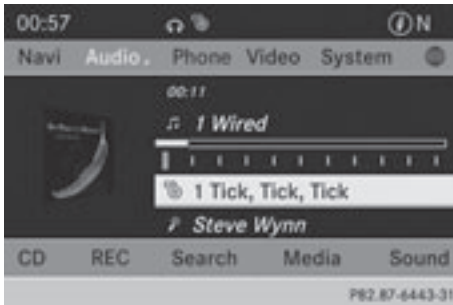 00:57 N
Navi Audio Phone Video System
00:11
1 Wired
1 Tick, Tick, Tick
Steve Wynn
CD REC Search Media Sound
P82.87-6443-31